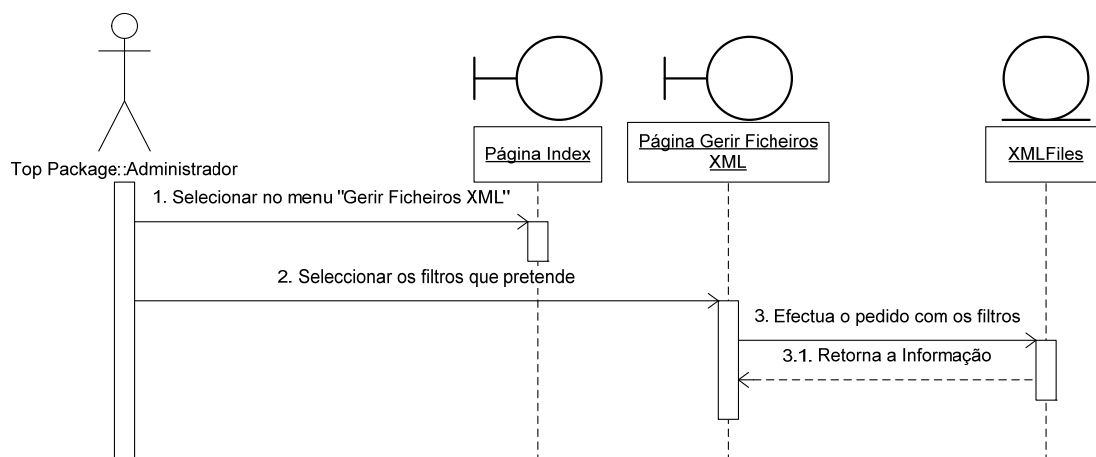 Top Package::Administrador
Página Index
Página Gerir Ficheiros
XML
XMLFiles
1. Selecionar no menu "Gerir Ficheiros XML"
2. Seleccionar os filtros que pretende
3. Efectua o pedido com os filtros
3.1. Retorna a Informação